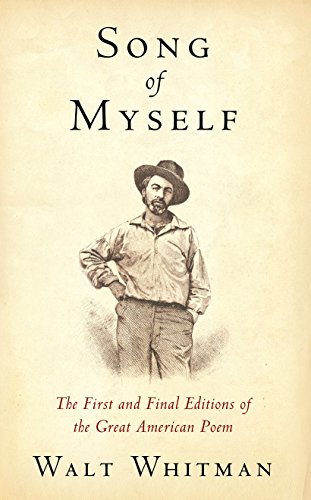 SONG
of
MYSELF
The First and Final Editions of
the Great American Poem
WALT WHITMAN